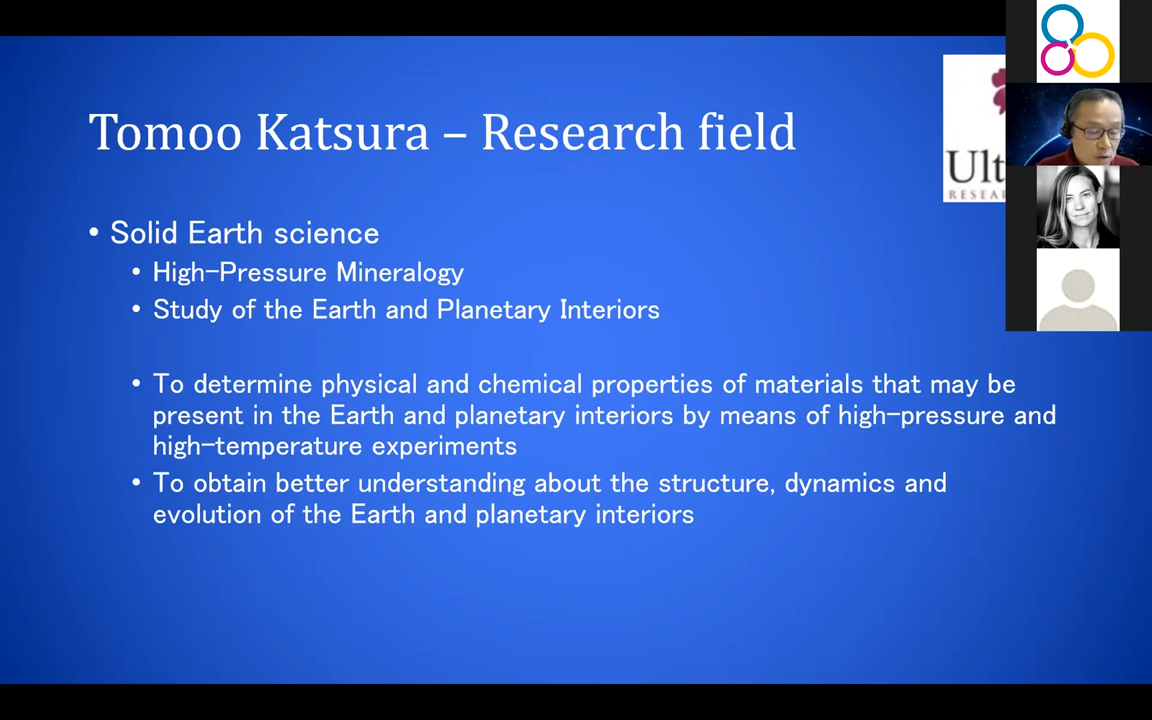 Tomoo Katsura – Research field
• Solid Earth science
• High-Pressure Mineralogy
• Study of the Earth and Planetary Interiors
• To determine physical and chemical properties of materials that may be
present in the Earth and planetary interiors by means of high-pressure and
high-temperature experiments
• To obtain better understanding about the structure, dynamics and
evolution of the Earth and planetary interiors